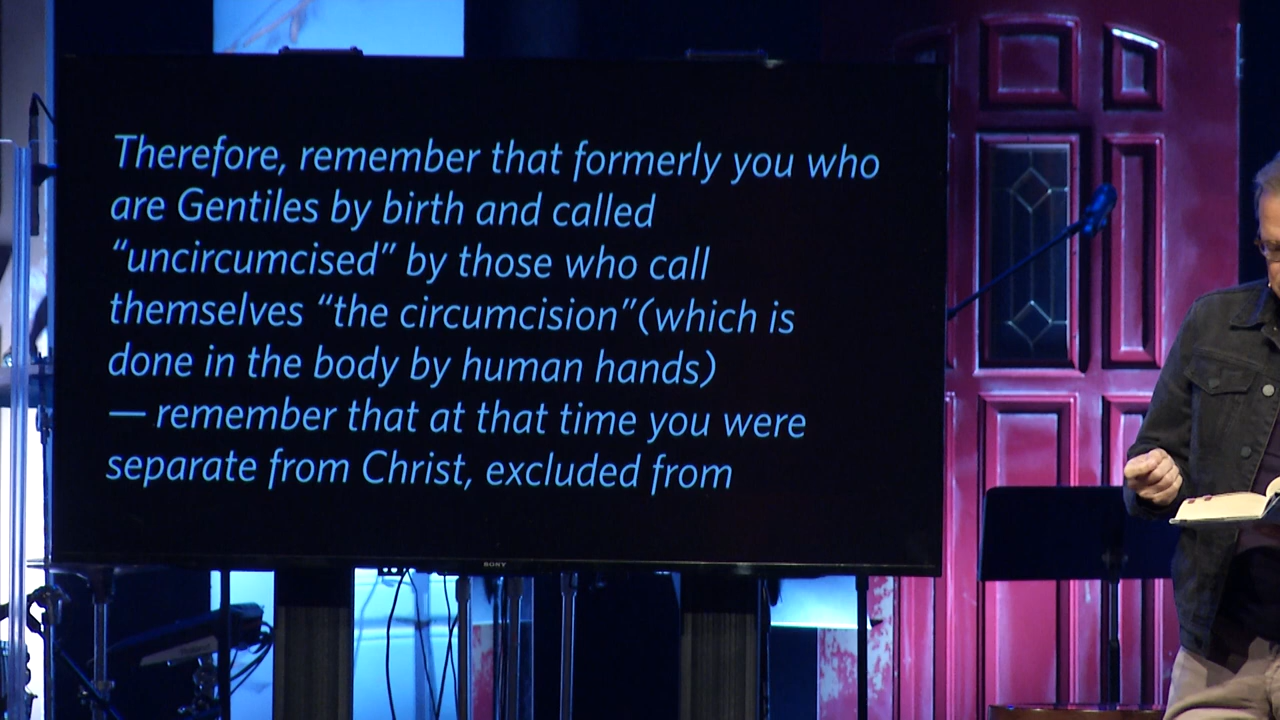 Therefore, remember that formerly you who
are Gentiles by birth and called
“uncircumcised” by those who call
themselves “the circumcision”(which is
done in the body by human hands)
— remember that at that time you were
separate from Christ, excluded from
SONY
Roland